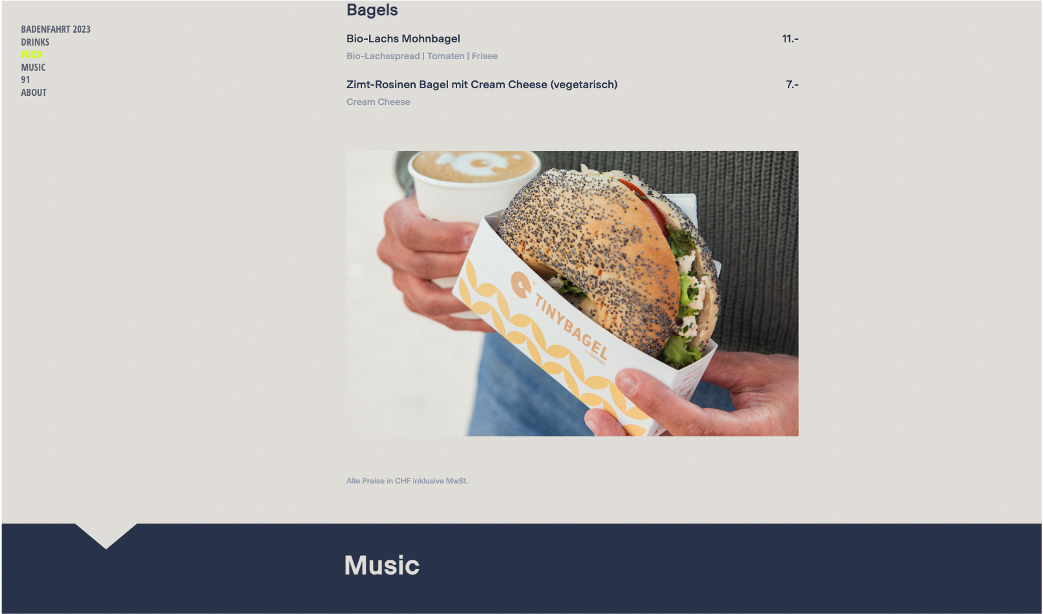 BADENFAHRT 2023
DRINKS
FOOD
MUSIC
91
ABOUT
Bagels
Bio-Lachs Mohnbagel 11.-
Bio-Lachsspread | Tomaten | Frisee
Zimt-Rosinen Bagel mit Cream Cheese (vegetarisch) 7.-
Cream Cheese
TINYBAGEL
Alle Preise in CHF inklusive MwSt.
Music